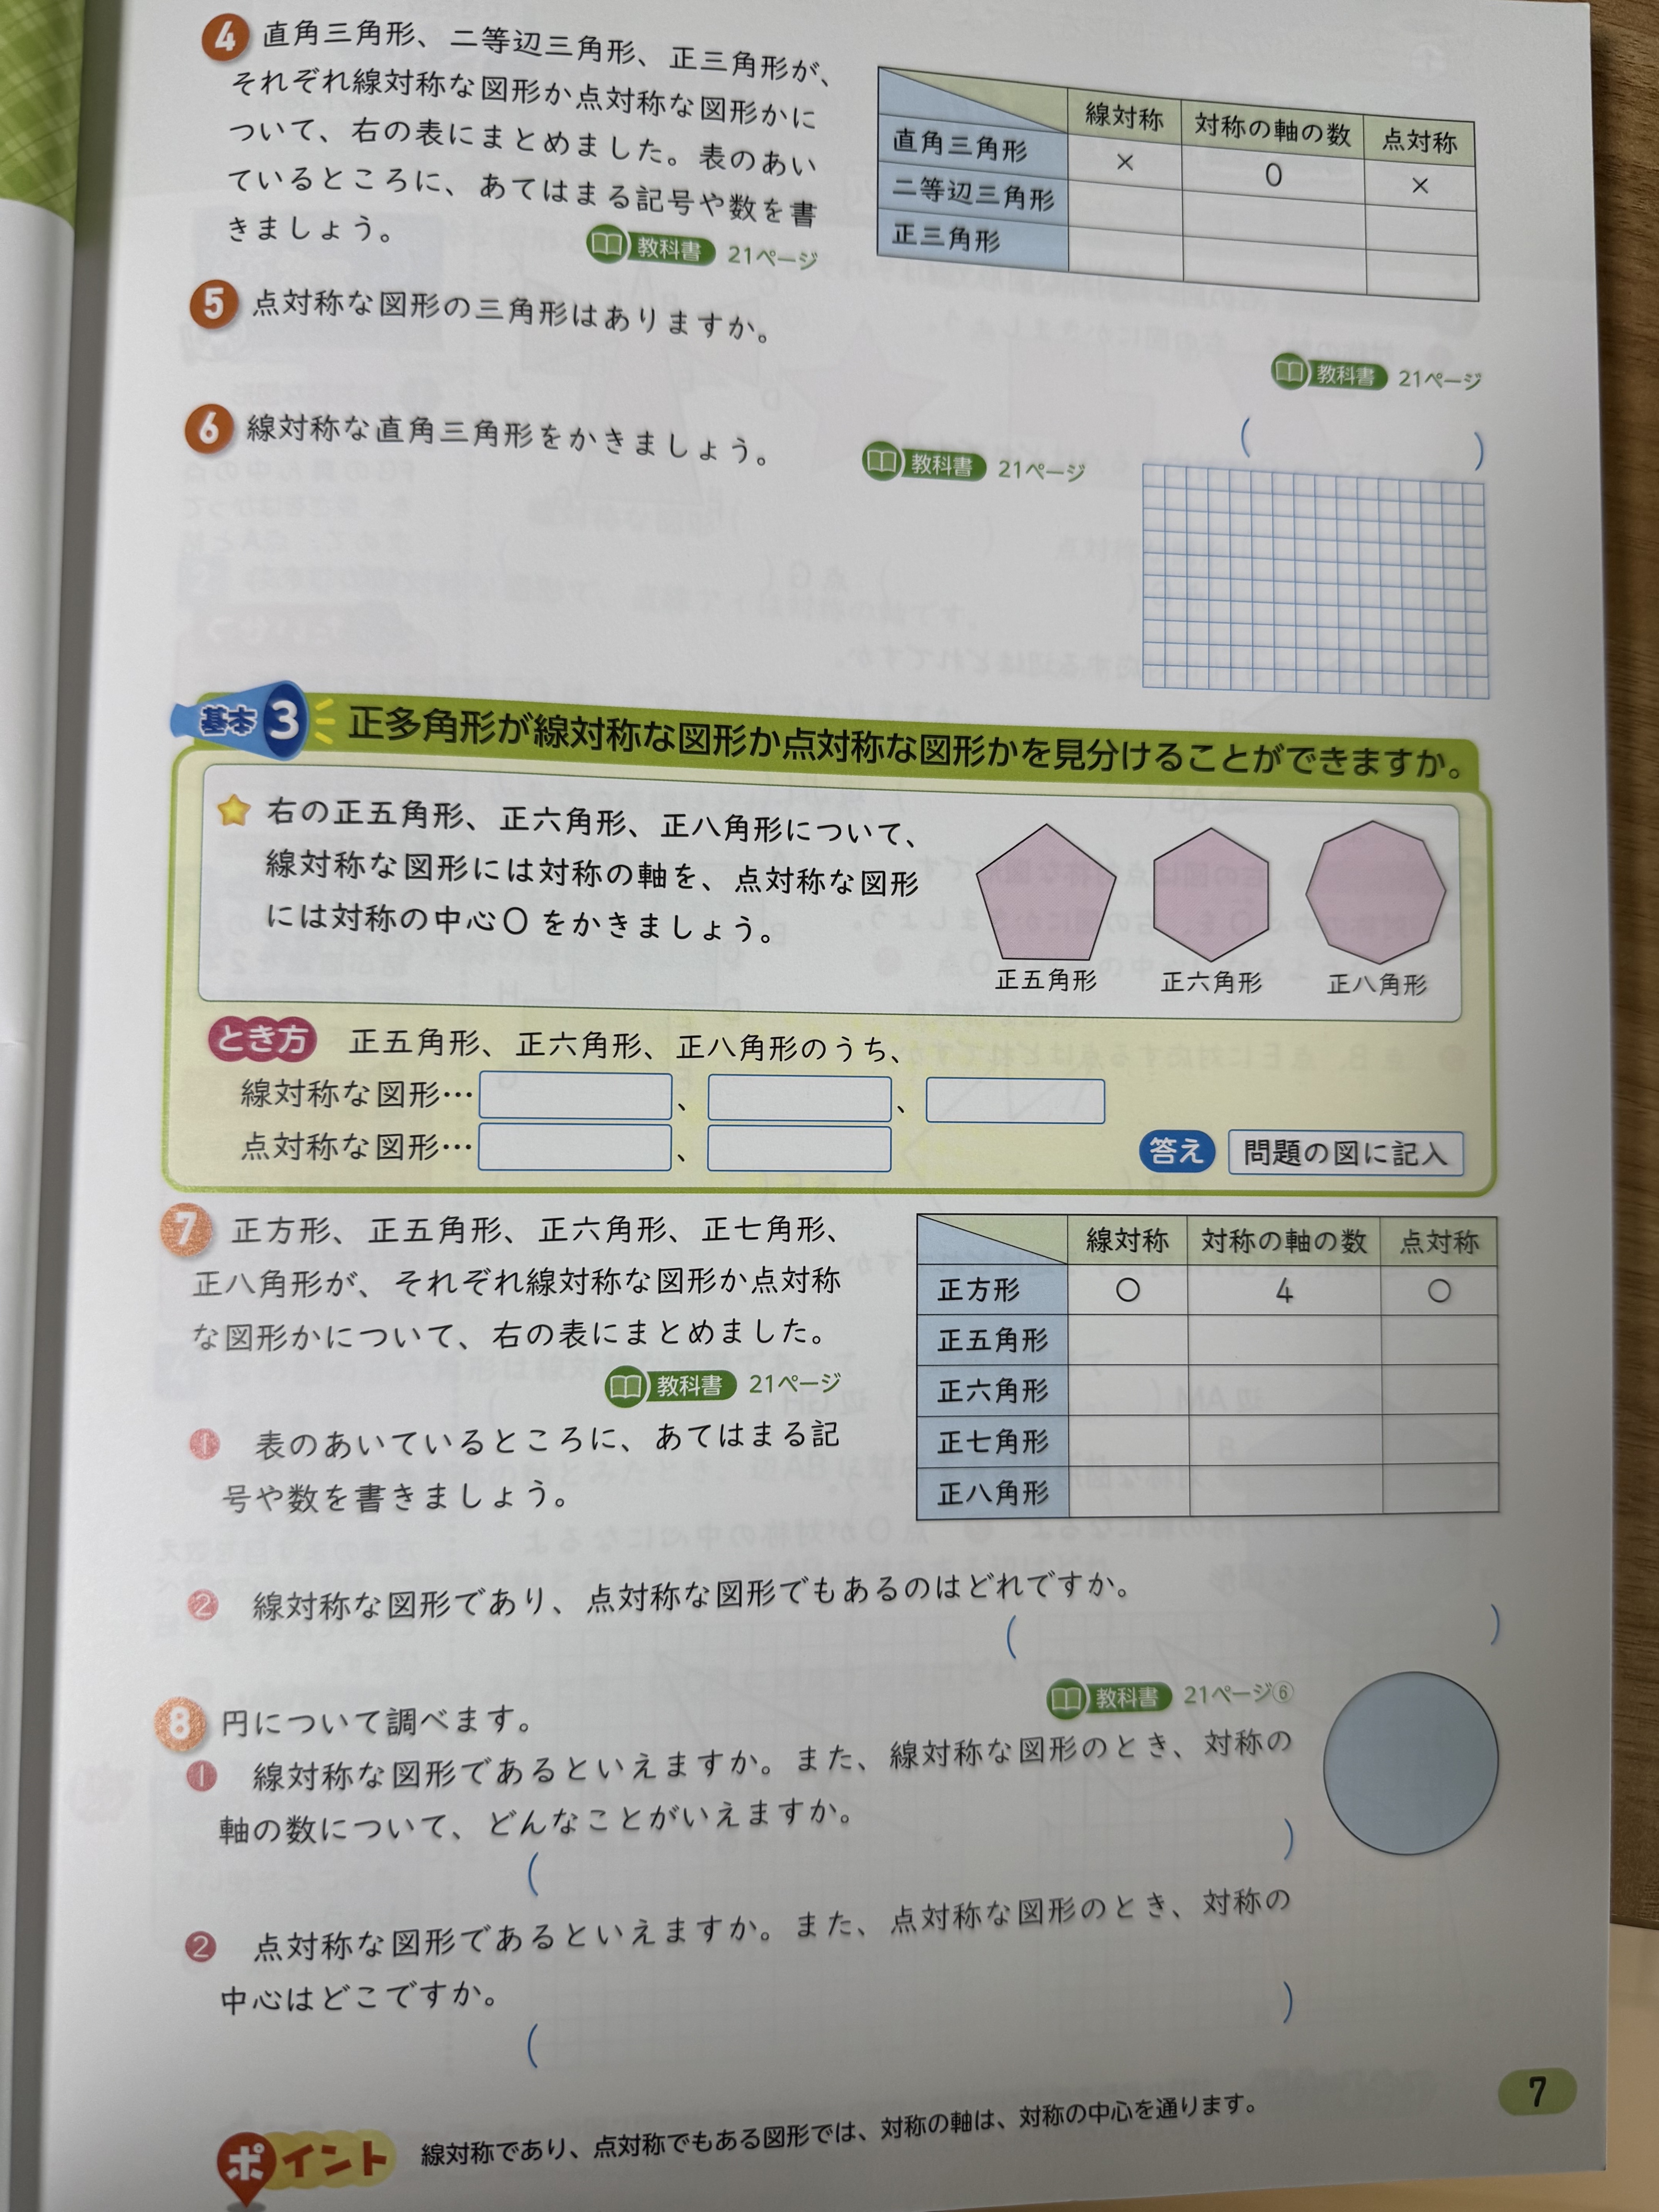 4 直角三角形、二等辺三角形、正三角形が、
それぞれ線対称な図形か点対称な図形かに
ついて、右の表にまとめました。表のあい
ているところに、あてはまる記号や数を書
きましょう。
教科書 21ページ
線対称 対称の軸の数 点対称
直角三角形 × 0 ×
二等辺三角形
正三角形
5 点対称な図形の三角形はありますか。
教科書 21ページ
( )
6 線対称な直角三角形をかきましょう。
教科書 21ページ
基本 3 正多角形が線対称な図形か点対称な図形かを見分けることができますか。
右の正五角形、正六角形、正八角形について、
線対称な図形には対称の軸を、点対称な図形
には対称の中心Oをかきましょう。
正五角形 正六角形 正八角形
とき方 正五角形、正六角形、正八角形のうち、
線対称な図形… 、 、
点対称な図形… 、
答え 問題の図に記入
7 正方形、正五角形、正六角形、正七角形、
正八角形が、それぞれ線対称な図形か点対称
な図形かについて、右の表にまとめました。
教科書 21ページ
線対称 対称の軸の数 点対称
正方形 ○ 4 ○
正五角形
正六角形
正七角形
正八角形
1 表のあいているところに、あてはまる記
号や数を書きましょう。
2 線対称な図形であり、点対称な図形でもあるのはどれですか。
( )
8 円について調べます。
教科書 21ページ⑥
1 線対称な図形であるといえますか。また、線対称な図形のとき、対称の
軸の数について、どんなことがいえますか。
( )
2 点対称な図形であるといえますか。また、点対称な図形のとき、対称の
中心はどこですか。
( )
ポイント 線対称であり、点対称でもある図形では、対称の軸は、対称の中心を通ります。
7